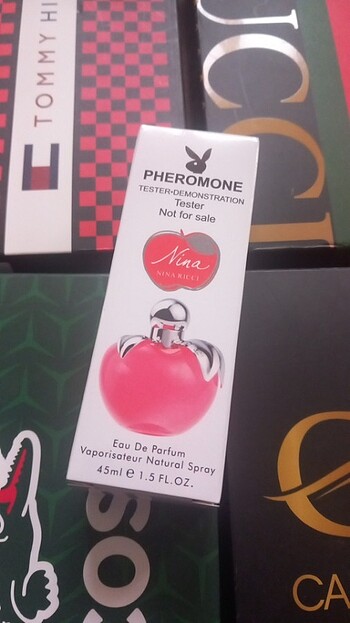 TOMMY HI
UCCI
PHEROMONE
TESTER-DEMONSTRATION
Tester
Not for sale
Nina
NINA RICCI
Eau De Parfum
Vaporisateur Natural Spray
45ml e 1.5 FL.OZ.
COS
CA